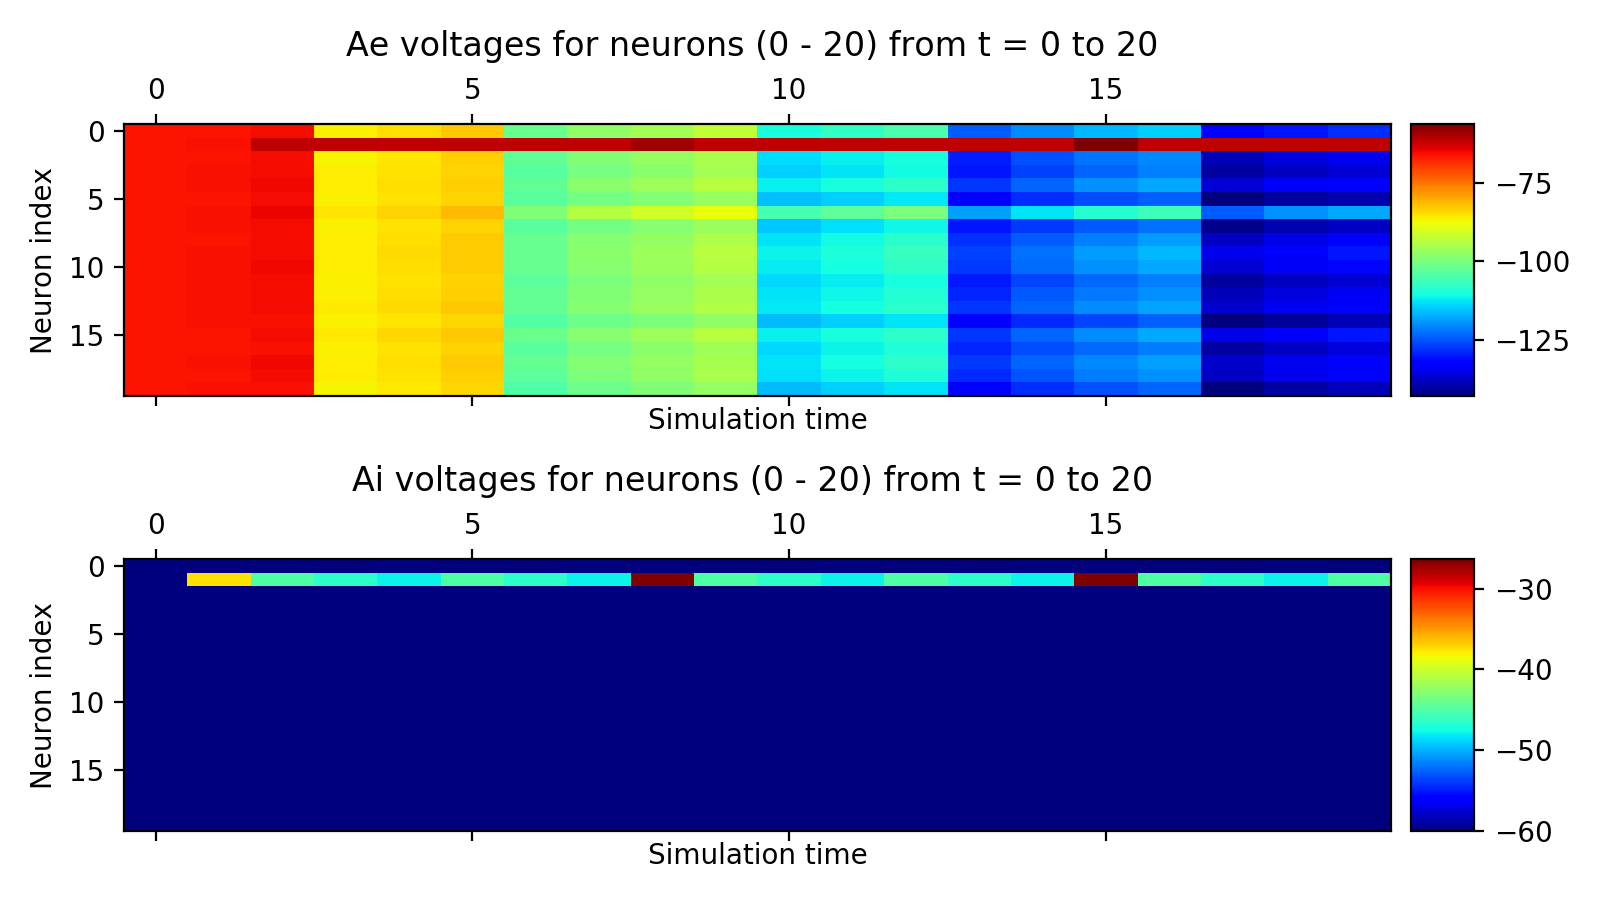 Ae voltages for neurons (0 - 20) from t = 0 to 20
0 5 10 15
Neuron index
0
5
10
15
Simulation time
−75
−100
−125
Ai voltages for neurons (0 - 20) from t = 0 to 20
0 5 10 15
Neuron index
0
5
10
15
Simulation time
−30
−40
−50
−60